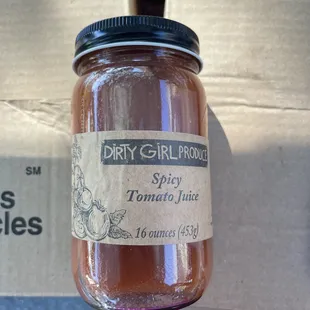 DiRTY GiRL PRODUCE
Spicy
Tomato Juice
16 ounces (453g)
SM
s
cles